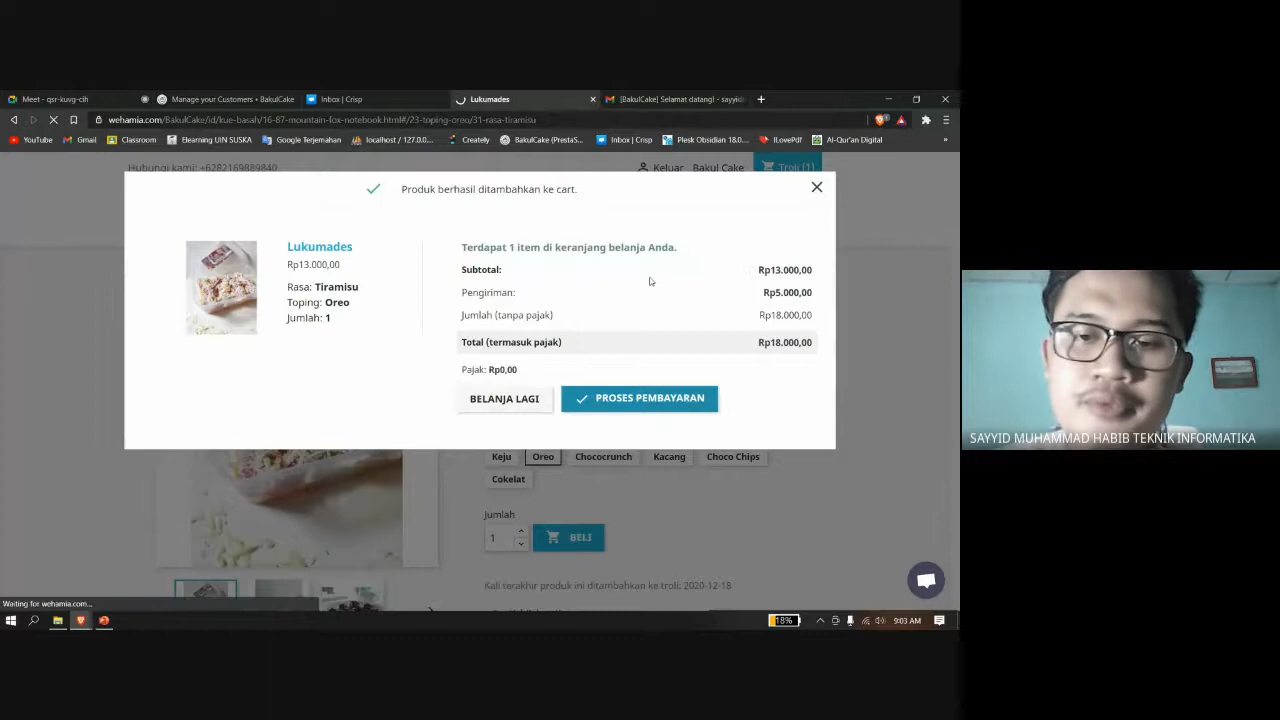 Meet - qsr-kuvg-cih
Manage your Customers • BakulCake
Inbox | Crisp
Lukumades
[BakulCake] Selamat datang! - sayyid
wehamia.com/BakulCake/id/kue-basah/16-87-mountain-fox-notebook.html#/23-toping-oreo/31-rasa-tiramisu
YouTube
Gmail
Classroom
Elearning UIN SUSKA
Google Terjemahan
localhost / 127.0.0....
Creately
BakulCake (PrestaS...
Inbox | Crisp
Plesk Obsidian 18.0....
ILovePdf
Al-Qur'an Digital
Hubungi kami: +6282169889840
Keluar
Bakul Cake
Troli (1)
Produk berhasil ditambahkan ke cart.
Lukumades
Rp13.000,00
Rasa: Tiramisu
Toping: Oreo
Jumlah: 1
Terdapat 1 item di keranjang belanja Anda.
Subtotal: Rp13.000,00
Pengiriman: Rp5.000,00
Jumlah (tanpa pajak) Rp18.000,00
Total (termasuk pajak) Rp18.000,00
Pajak: Rp0,00
BELANJA LAGI
PROSES PEMBAYARAN
Keju
Oreo
Chococrunch
Kacang
Choco Chips
Cokelat
Jumlah
1
BELI
Kali terakhir produk ini ditambahkan ke troli: 2020-12-18
Waiting for wehamia.com...
18%
9:03 AM
SAYYID MUHAMMAD HABIB TEKNIK INFORMATIKA